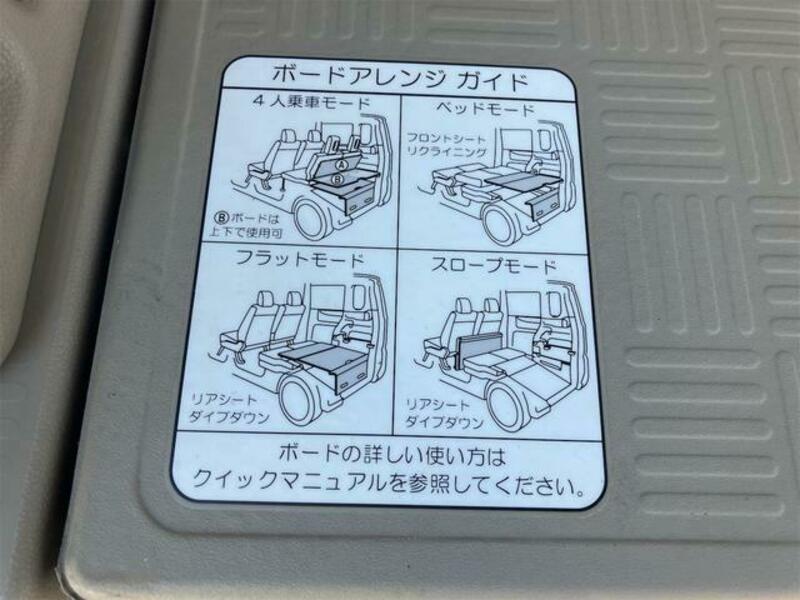 ボードアレンジ ガイド
4人乗車モード
Ⓐ
Ⓑ
Ⓑボードは
上下で使用可
ベッドモード
フロントシート
リクライニング
フラットモード
リアシート
ダイブダウン
スロープモード
リアシート
ダイブダウン
ボードの詳しい使い方は
クイックマニュアルを参照してください。